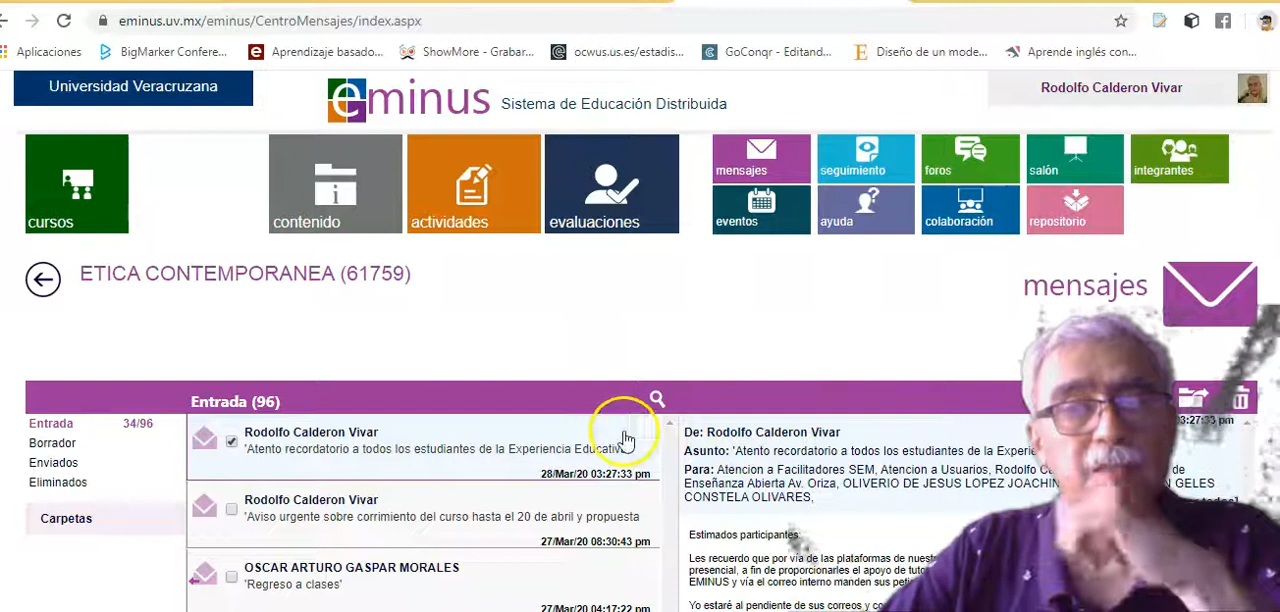 eminus.uv.mx/eminus/CentroMensajes/index.aspx
Aplicaciones BigMarker Confere... Aprendizaje basado... ShowMore - Grabar... ocwus.us.es/estadis... GoConqr - Editand... Diseño de un mode... Aprende inglés con...
Universidad Veracruzana
eminus Sistema de Educación Distribuida
Rodolfo Calderon Vivar
mensajes seguimiento foros salón integrantes
cursos contenido actividades evaluaciones
eventos ayuda colaboración repositorio
ETICA CONTEMPORANEA (61759)
mensajes
Entrada (96)
Entrada 34/96
Borrador
Enviados
Eliminados
Carpetas
Rodolfo Calderon Vivar
'Atento recordatorio a todos los estudiantes de la Experiencia
28/Mar/20 03:27:33 pm
Rodolfo Calderon Vivar
'Aviso urgente sobre corrimiento del curso hasta el 20 de abril y propuesta
27/Mar/20 08:30:43 pm
OSCAR ARTURO GASPAR MORALES
'Regreso a clases'
27/Mar/20 04:17:22 pm
03:27:33 pm
De: Rodolfo Calderon Vivar
Asunto: 'Atento recordatorio a todos los estudiantes de la
Para: Atencion a Facilitadores SEM, Atencion a Usuarios, de
Enseñanza Abierta Av. Oriza, OLIVERIO DE JESUS LOPEZ GELES
CONSTELA OLIVARES,
Estimados participantes:
Les recuerdo que por vía de las plataformas de
presencial, a fin de proporcionarles el apoyo de
EMINUS y vía el correo interno manden sus
Yo estaré al pendiente de sus correos y